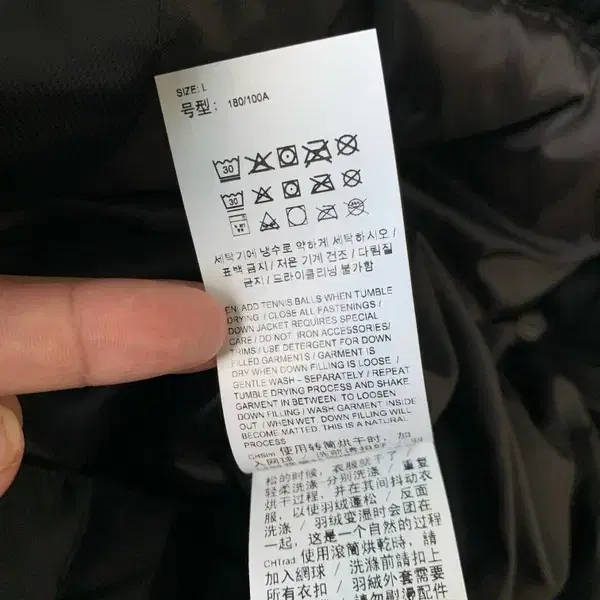 SIZE: L
号型: 180/100A
30
30
세탁기에 냉수로 약하게 세탁하시오 /
표백 금지 / 저온 기계 건조 / 다림질
금지 / 드라이클리닝 불가함
EN: ADD TENNIS BALLS WHEN TUMBLE
DRYING / CLOSE ALL FASTENINGS /
DOWN JACKET REQUIRES SPECIAL
CARE / DO NOT IRON ACCESSORIES/
TRIMS / USE DETERGENT FOR DOWN
FILLED GARMENTS / GARMENT IS
DRY WHEN DOWN FILLING IS LOOSE /
GENTLE WASH - SEPARATELY / REPEAT
TUMBLE DRYING PROCESS AND SHAKE
GARMENT IN BETWEEN, TO LOOSEN
DOWN FILLING / WASH GARMENT INSIDE
OUT / WHEN WET, DOWN FILLING WILL
BECOME MATTED, THIS IS A NATURAL
PROCESS
CHSim 使用转筒烘干时，加
入网球 /
松的时候，衣服就干了 /
轻柔洗涤 - 分别洗涤 / 重复
烘干过程，并在其间抖动衣
服，以使羽绒蓬松 / 反面
洗涤 / 羽绒变湿时会团在
一起，这是一个自然的过程
CHTrad 使用滾筒烘乾時，請
加入網球 / 洗滌前請扣上
所有衣扣 / 羽絨外套需要
請勿熨燙配件